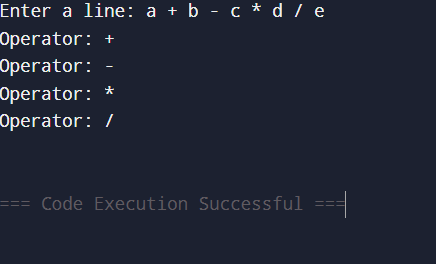 Enter a line: a + b - c * d / e
Operator: +
Operator: -
Operator: *
Operator: /
=== Code Execution Successful ===